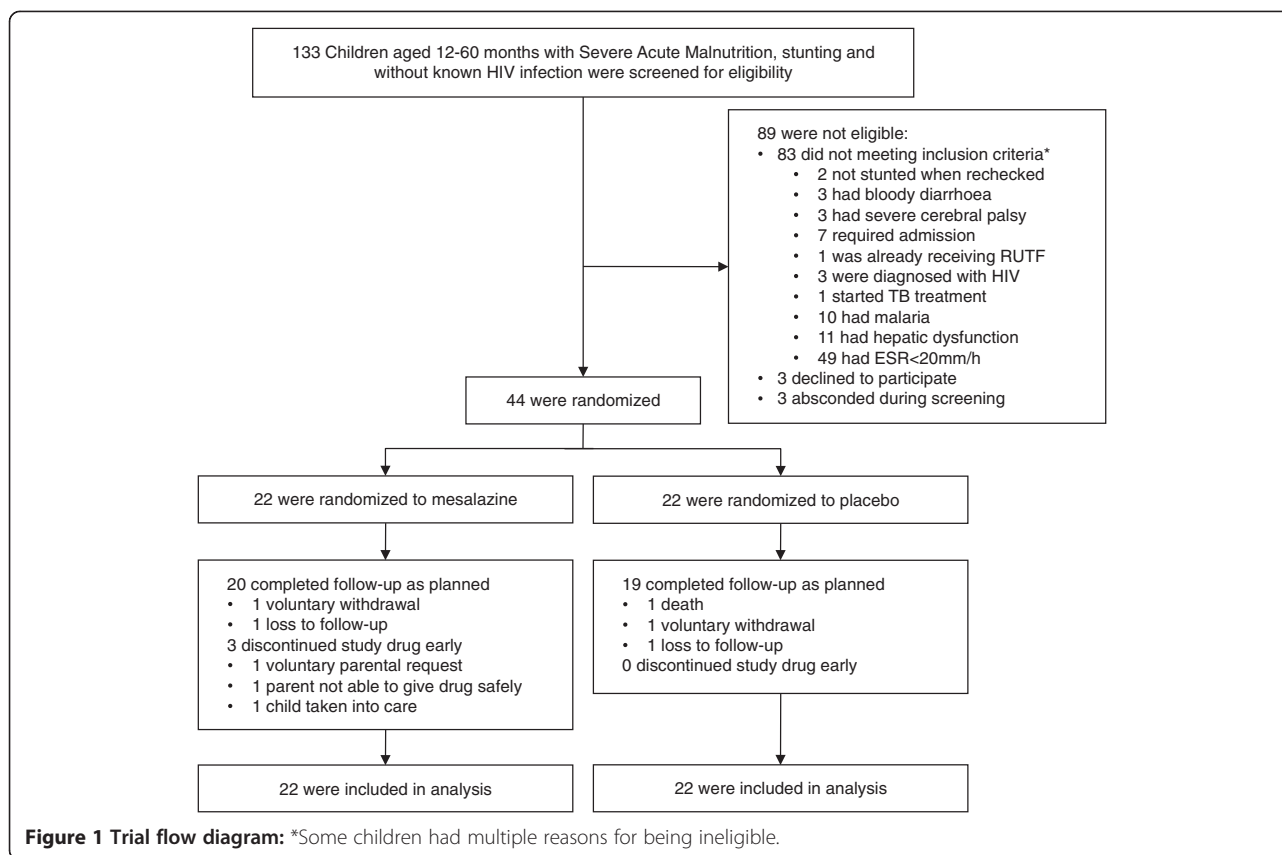 133 Children aged 12-60 months with Severe Acute Malnutrition, stunting and
without known HIV infection were screened for eligibility
89 were not eligible:
• 83 did not meeting inclusion criteria*
• 2 not stunted when rechecked
• 3 had bloody diarrhoea
• 3 had severe cerebral palsy
• 7 required admission
• 1 was already receiving RUTF
• 3 were diagnosed with HIV
• 1 started TB treatment
• 10 had malaria
• 11 had hepatic dysfunction
• 49 had ESR<20mm/h
• 3 declined to participate
• 3 absconded during screening
44 were randomized
22 were randomized to mesalazine
20 completed follow-up as planned
• 1 voluntary withdrawal
• 1 loss to follow-up
3 discontinued study drug early
• 1 voluntary parental request
• 1 parent not able to give drug safely
• 1 child taken into care
22 were included in analysis
22 were randomized to placebo
19 completed follow-up as planned
• 1 death
• 1 voluntary withdrawal
• 1 loss to follow-up
0 discontinued study drug early
22 were included in analysis
Figure 1 Trial flow diagram: *Some children had multiple reasons for being ineligible.